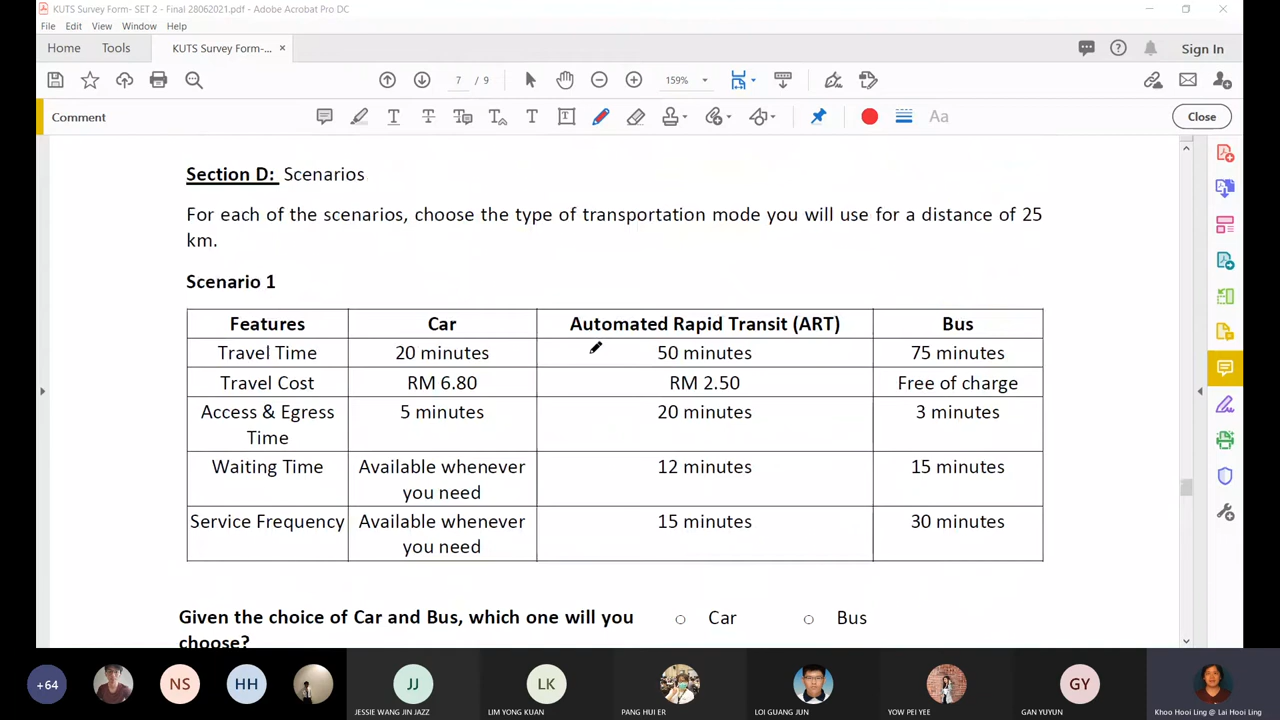 KUTS Survey Form- SET 2 - Final 28062021.pdf - Adobe Acrobat Pro DC
File Edit View Window Help
Home Tools KUTS Survey Form-... × Sign In
7 / 9 159%
Comment Aa Close
Section D: Scenarios
For each of the scenarios, choose the type of transportation mode you will use for a distance of 25
km.
Scenario 1
Features Car Automated Rapid Transit (ART) Bus
Travel Time 20 minutes 50 minutes 75 minutes
Travel Cost RM 6.80 RM 2.50 Free of charge
Access & Egress 5 minutes 20 minutes 3 minutes
Time
Waiting Time Available whenever 12 minutes 15 minutes
you need
Service Frequency Available whenever 15 minutes 30 minutes
you need
Given the choice of Car and Bus, which one will you Car Bus
choose?
+64 NS HH JJ LK GY
JESSIE WANG JIN JAZZ LIM YONG KUAN PANG HUI ER LOI GUANG JUN YOW PEI YEE GAN YUYUN Khoo Hooi Ling @ Lai Hooi Ling